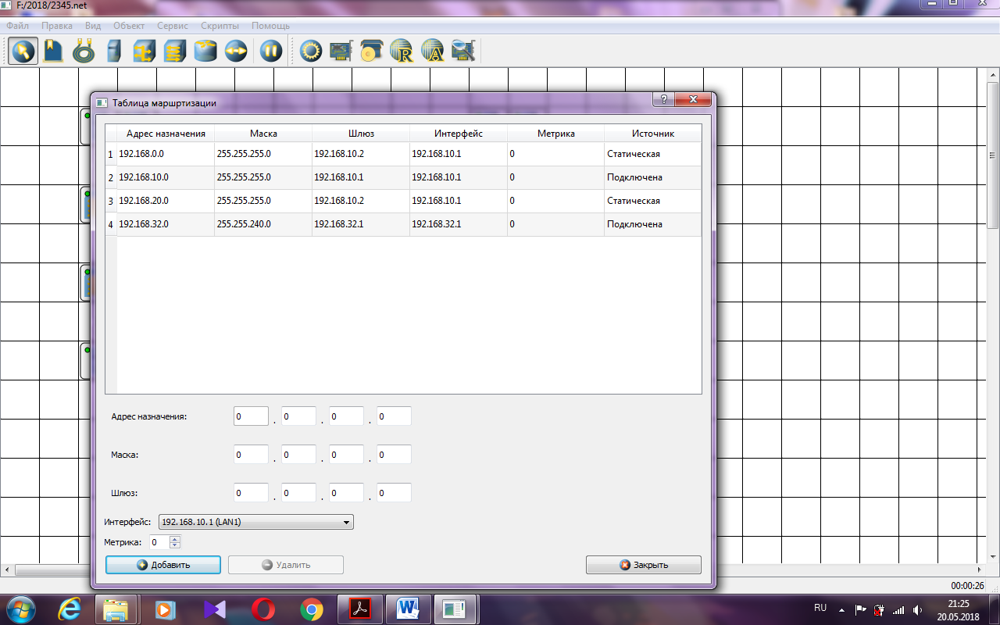 F:/2018/2345.net
Файл Правка Вид Объект Сервис Скрипты Помощь
R A
Таблица маршртизации
?
Адрес назначения Маска Шлюз Интерфейс Метрика Источник
1 192.168.0.0 255.255.255.0 192.168.10.2 192.168.10.1 0 Статическая
2 192.168.10.0 255.255.255.0 192.168.10.1 192.168.10.1 0 Подключена
3 192.168.20.0 255.255.255.0 192.168.10.2 192.168.10.1 0 Статическая
4 192.168.32.0 255.255.240.0 192.168.32.1 192.168.32.1 0 Подключена
Адрес назначения: 0 . 0 . 0 . 0
Маска: 0 . 0 . 0 . 0
Шлюз: 0 . 0 . 0 . 0
Интерфейс: 192.168.10.1 (LAN1)
Метрика: 0
Добавить Удалить Закрыть
00:00:26
RU
21:25
20.05.2018